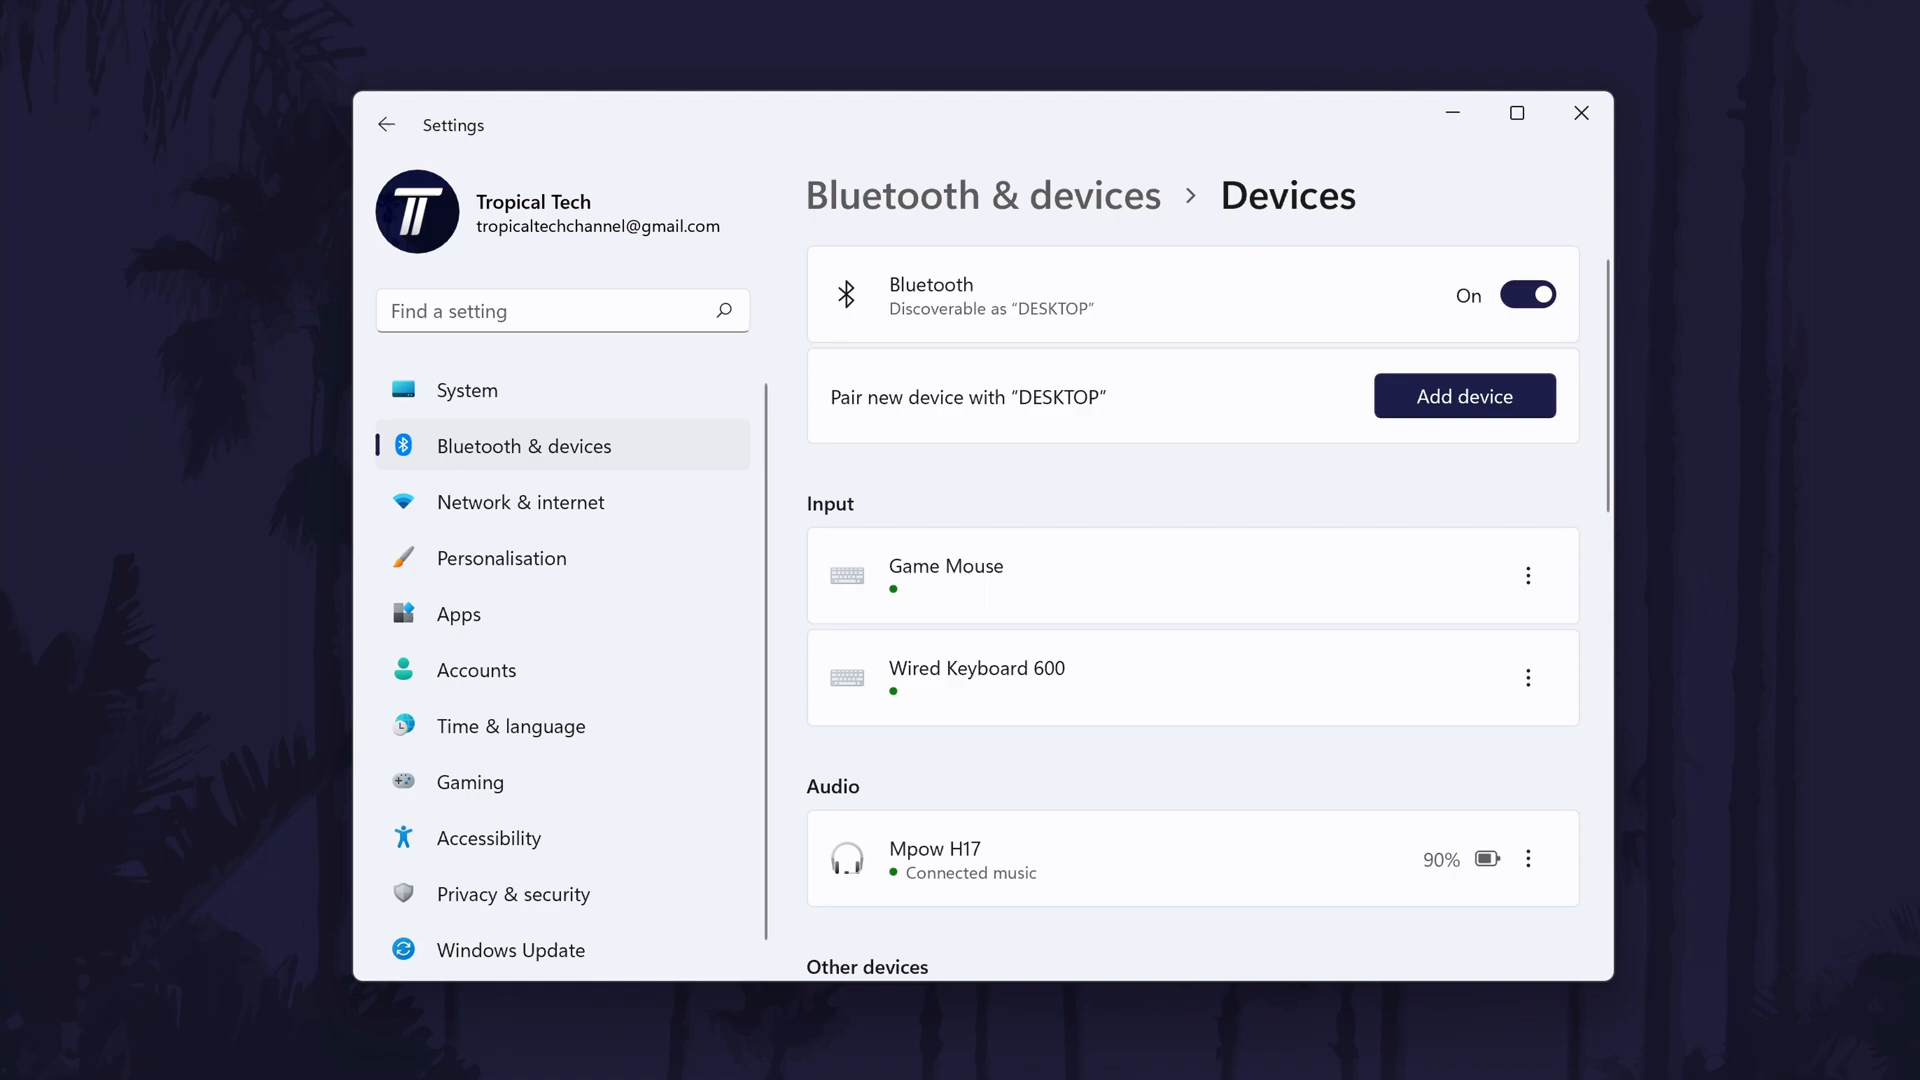 Settings
TT
Tropical Tech
tropicaltechchannel@gmail.com
Find a setting
System
Bluetooth & devices
Network & internet
Personalisation
Apps
Accounts
Time & language
Gaming
Accessibility
Privacy & security
Windows Update
Bluetooth & devices › Devices
Bluetooth
Discoverable as “DESKTOP”
On
Pair new device with “DESKTOP”
Add device
Input
Game Mouse
Wired Keyboard 600
Audio
Mpow H17
Connected music
90%
Other devices